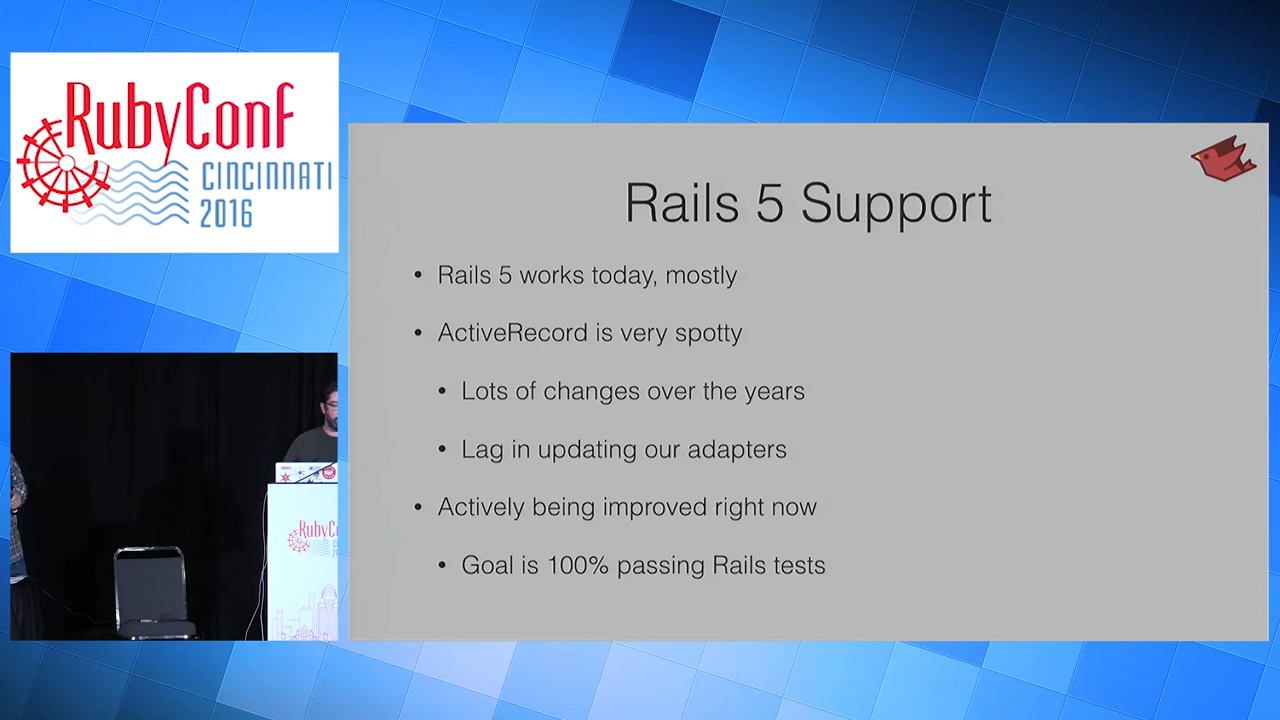 RubyConf
CINCINNATI
2016
Rails 5 Support
• Rails 5 works today, mostly
• ActiveRecord is very spotty
• Lots of changes over the years
• Lag in updating our adapters
• Actively being improved right now
• Goal is 100% passing Rails tests
RubyCo